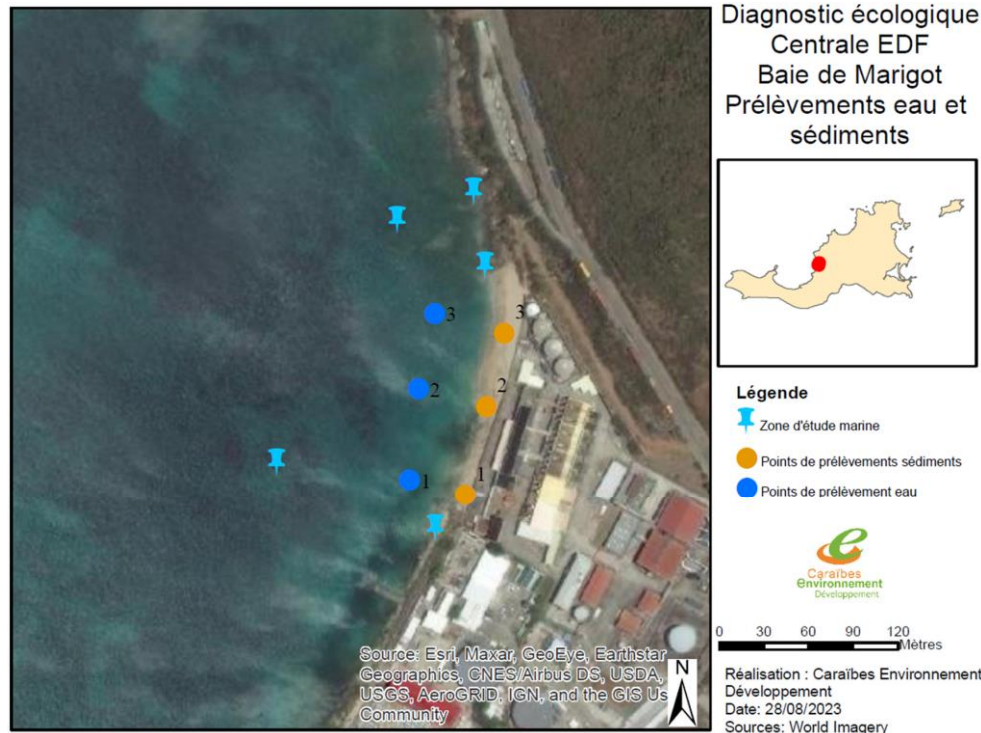 Diagnostic écologique
Centrale EDF
Baie de Marigot
Prélèvements eau et
sédiments
3
3
2
2
1
1
Légende
Zone d'étude marine
Points de prélèvements sédiments
Points de prélèvement eau
e
Caraïbes
environnement
Développement
0 30 60 90 120
Mètres
Source: Esri, Maxar, GeoEye, Earthstar
Geographics, CNES/Airbus DS, USDA,
USGS, AeroGRID, IGN, and the GIS Us
Community
N
Réalisation : Caraïbes Environnement
Développement
Date: 28/08/2023
Sources: World Imagery